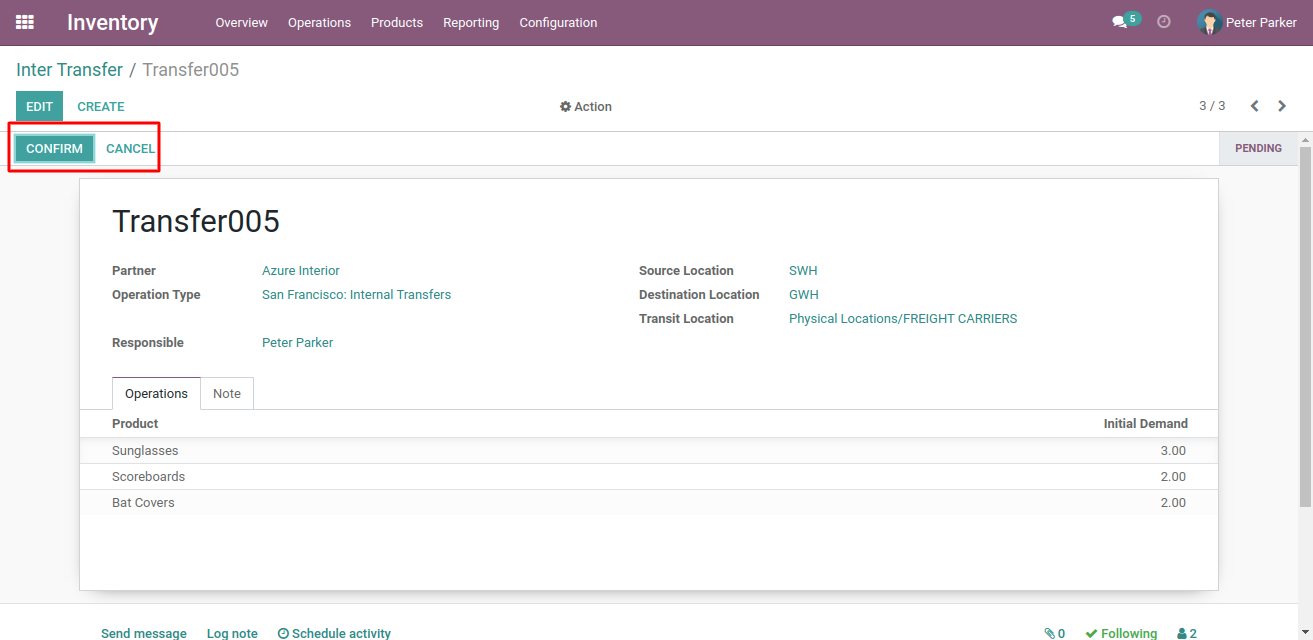 Inventory Overview Operations Products Reporting Configuration 5 Peter Parker
Inter Transfer / Transfer005
EDIT CREATE Action 3 / 3
CONFIRM CANCEL PENDING
Transfer005
Partner Azure Interior Source Location SWH
Operation Type San Francisco: Internal Transfers Destination Location GWH
Transit Location Physical Locations/FREIGHT CARRIERS
Responsible Peter Parker
Operations Note
Product Initial Demand
Sunglasses 3.00
Scoreboards 2.00
Bat Covers 2.00
Send message Log note Schedule activity 0 Following 2